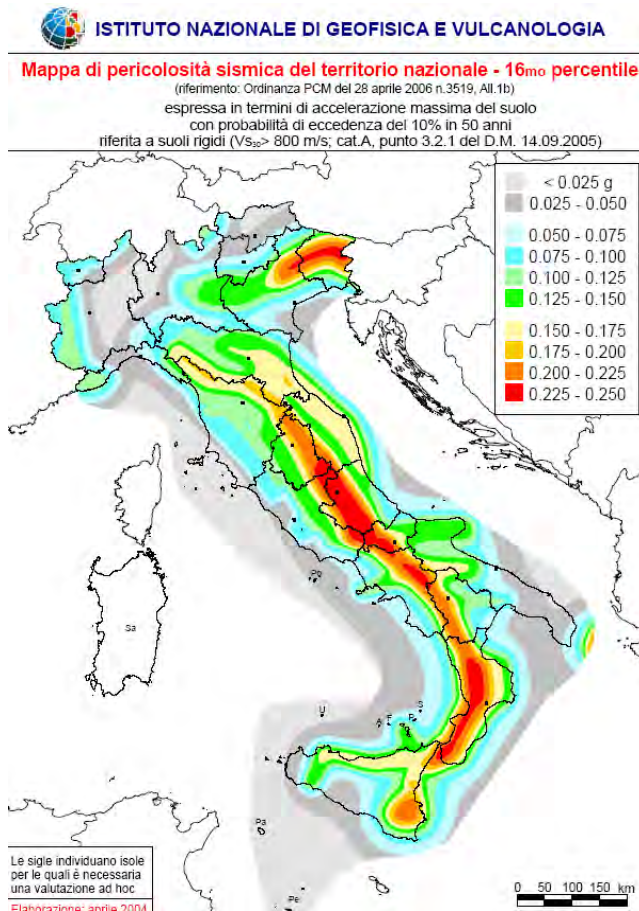 ISTITUTO NAZIONALE DI GEOFISICA E VULCANOLOGIA
Mappa di pericolosità sismica del territorio nazionale - 16mo percentile
(riferimento: Ordinanza PCM del 28 aprile 2006 n.3519, All.1b)
espressa in termini di accelerazione massima del suolo
con probabilità di eccedenza del 10% in 50 anni
riferita a suoli rigidi (Vs₃₀> 800 m/s; cat.A, punto 3.2.1 del D.M. 14.09.2005)
< 0.025 g
0.025 - 0.050
0.050 - 0.075
0.075 - 0.100
0.100 - 0.125
0.125 - 0.150
0.150 - 0.175
0.175 - 0.200
0.200 - 0.225
0.225 - 0.250
Po
Sa
U
S
A F P
Pa
Pe
Le sigle individuano isole
per le quali è necessaria
una valutazione ad hoc
Elaborazione: aprile 2004
0 50 100 150 km